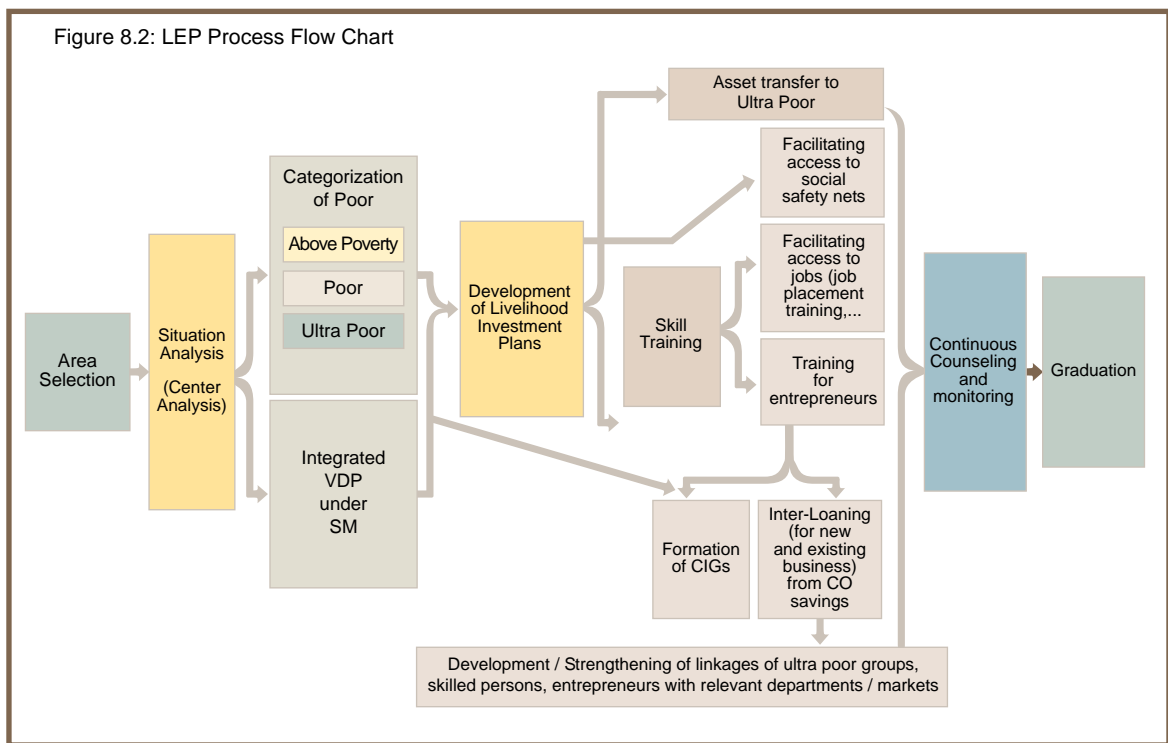 Figure 8.2: LEP Process Flow Chart
Area
Selection
Situation
Analysis
(Center
Analysis)
Categorization
of Poor
Above Poverty
Poor
Ultra Poor
Integrated
VDP
under
SM
Development
of Livelihood
Investment
Plans
Asset transfer to
Ultra Poor
Facilitating
access to
social
safety nets
Skill
Training
Facilitating
access to
jobs (job
placement
training,...
Training
for
entrepreneurs
Formation
of CIGs
Inter-Loaning
(for new
and existing
business)
from CO
savings
Development / Strengthening of linkages of ultra poor groups,
skilled persons, entrepreneurs with relevant departments / markets
Continuous
Counseling
and
monitoring
Graduation